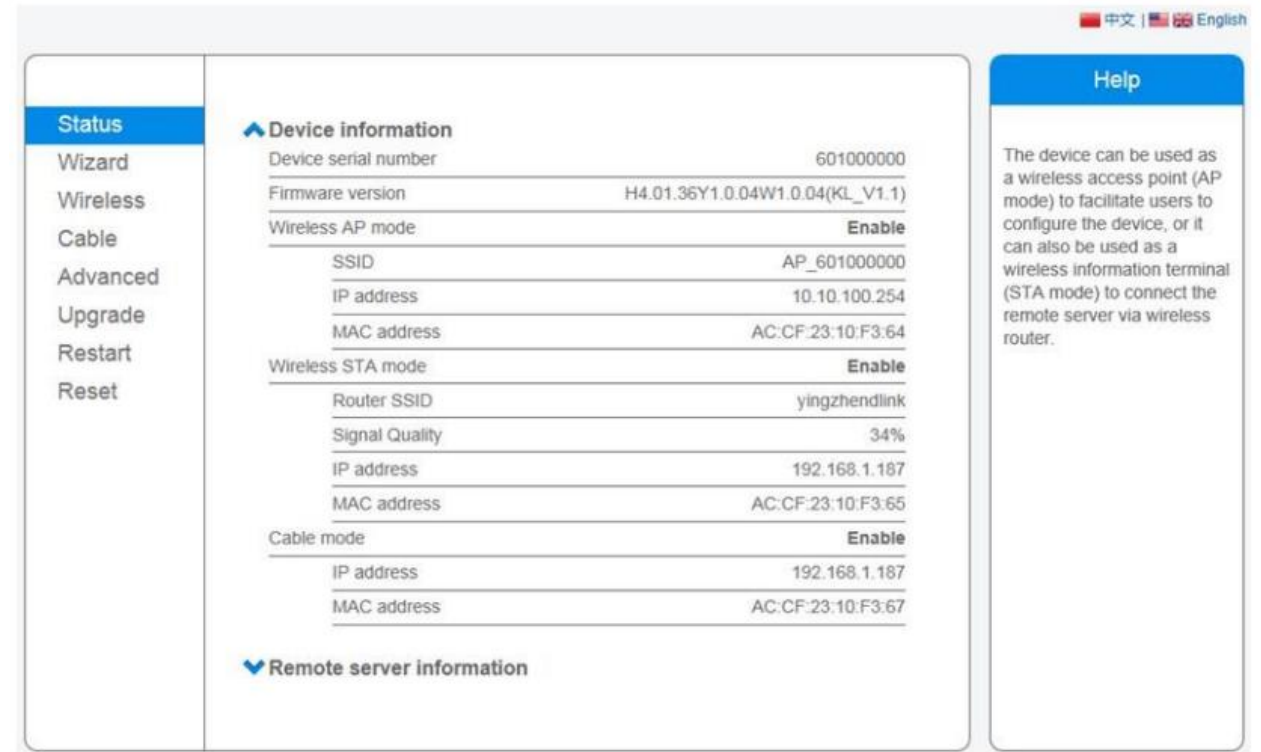 中文 | English
Help
Status
Wizard
Wireless
Cable
Advanced
Upgrade
Restart
Reset
Device information
Device serial number 601000000
Firmware version H4.01.36Y1.0.04W1.0.04(KL_V1.1)
Wireless AP mode Enable
SSID AP_601000000
IP address 10.10.100.254
MAC address AC:CF:23:10:F3:64
Wireless STA mode Enable
Router SSID yingzhendlink
Signal Quality 34%
IP address 192.168.1.187
MAC address AC:CF:23:10:F3:65
Cable mode Enable
IP address 192.168.1.187
MAC address AC:CF:23:10:F3:67
Remote server information
The device can be used as
a wireless access point (AP
mode) to facilitate users to
configure the device, or it
can also be used as a
wireless information terminal
(STA mode) to connect the
remote server via wireless
router.